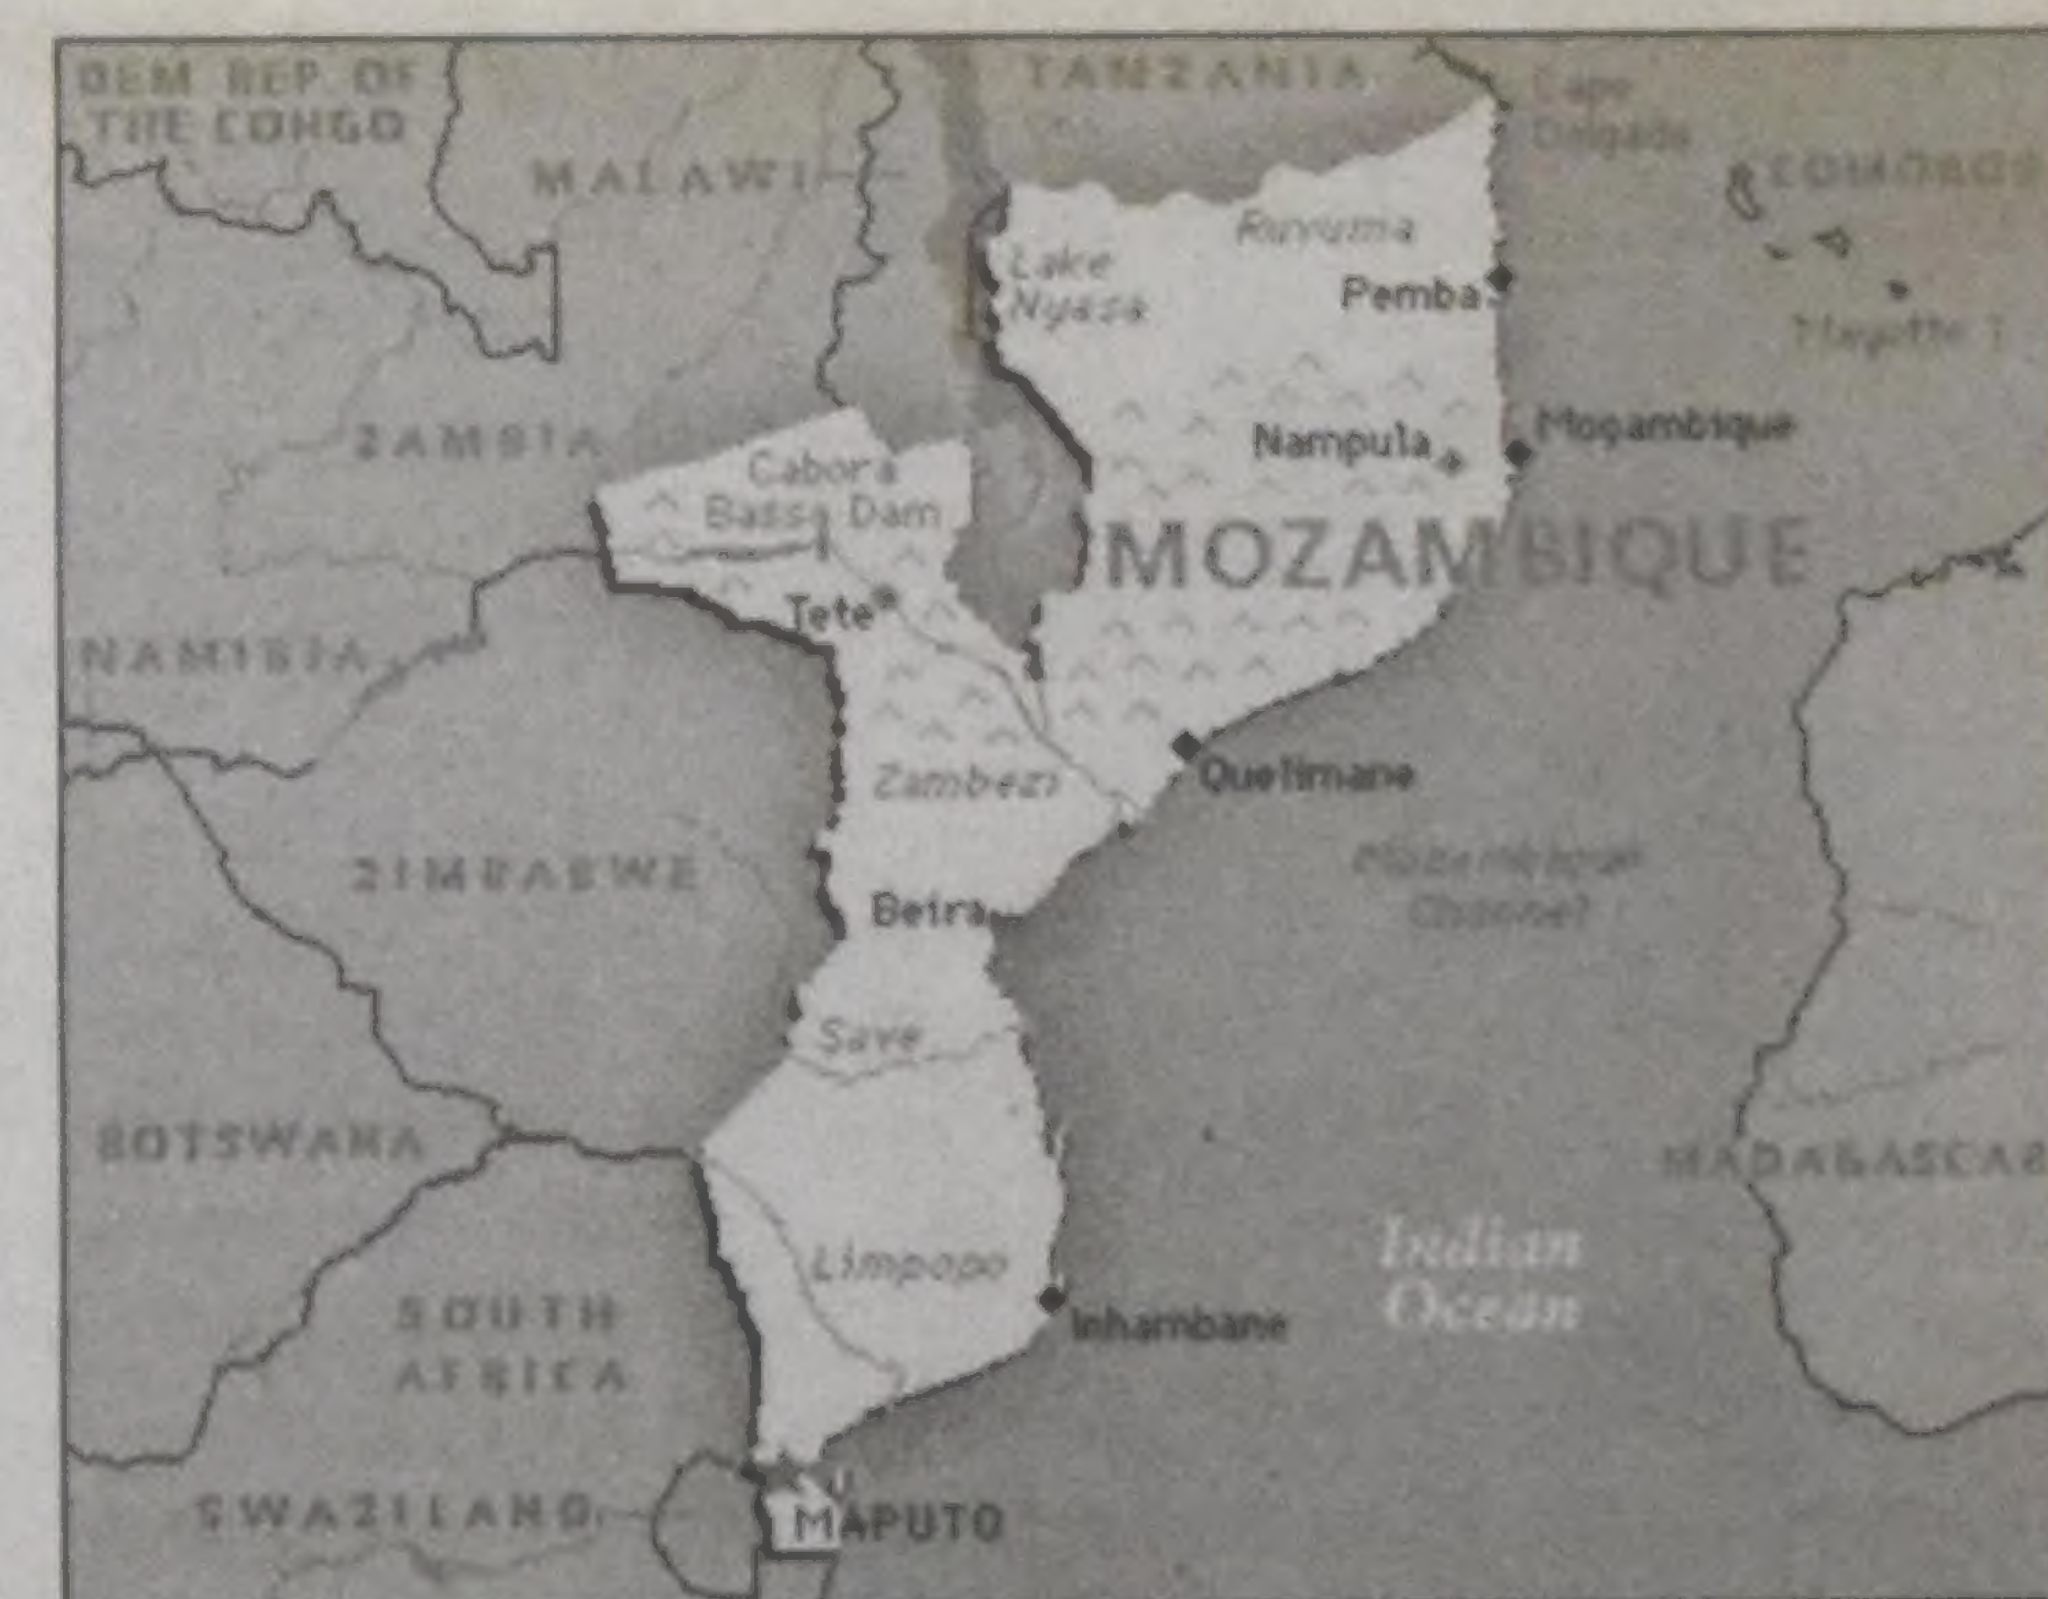 DEM REP. OF
THE CONGO
TANZANIA
Cape
Delgado
MALAWI
COMOROS
Ruvuma
Lake
Nyasa
Pemba
ZAMBIA
Nampula
Moçambique
Cabora
Bassa Dam
MOZAMBIQUE
Tete
NAMIBIA
Quelimane
Zambezi
ZIMBABWE
Mozambique
Channel
Beira
Save
BOTSWANA
MADAGASCAR
Indian
Ocean
Limpopo
Inhambane
SOUTH
AFRICA
SWAZILAND
MAPUTO